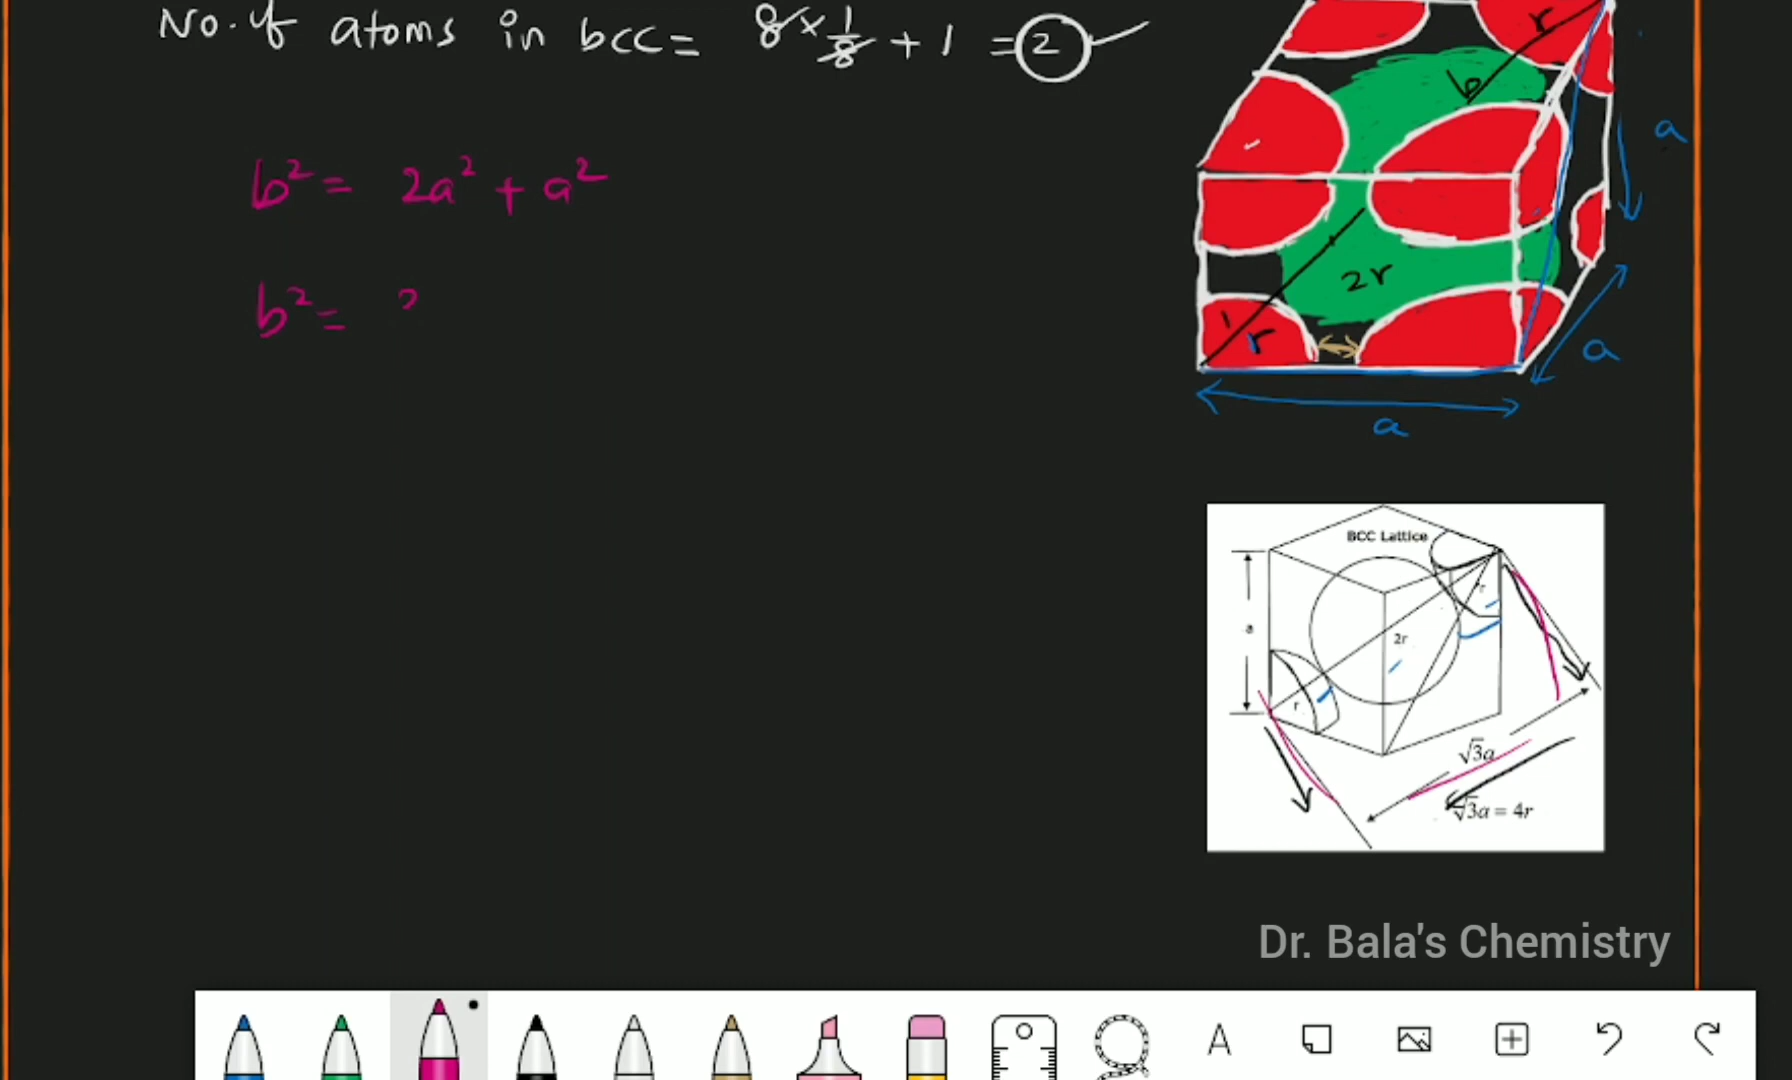 No. of atoms in bcc = 8 × 1/8 + 1 = 2
b² = 2a² + a²
b² = 3
r
b
a
2r
r
a
a
BCC Lattice
r
a
2r
r
√3a
√3a = 4r
Dr. Bala's Chemistry
A